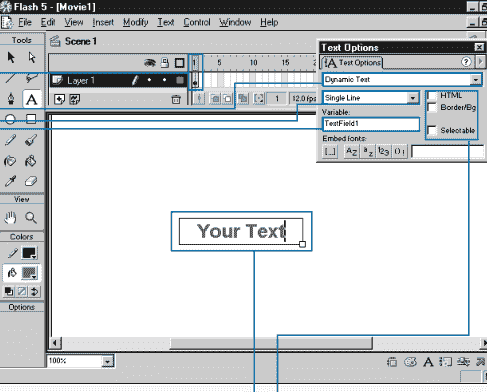 Flash 5 - [Movie1]
File Edit View Insert Modify Text Control Window Help
Tools
Scene 1
1 5 10 15
Layer 1
1 12.0 fps
Text Options
Text Options
Dynamic Text
Single Line
HTML
Border/Bg
Variable:
TextField1
Selectable
Embed fonts:
View
Colors
Options
Your Text
100%